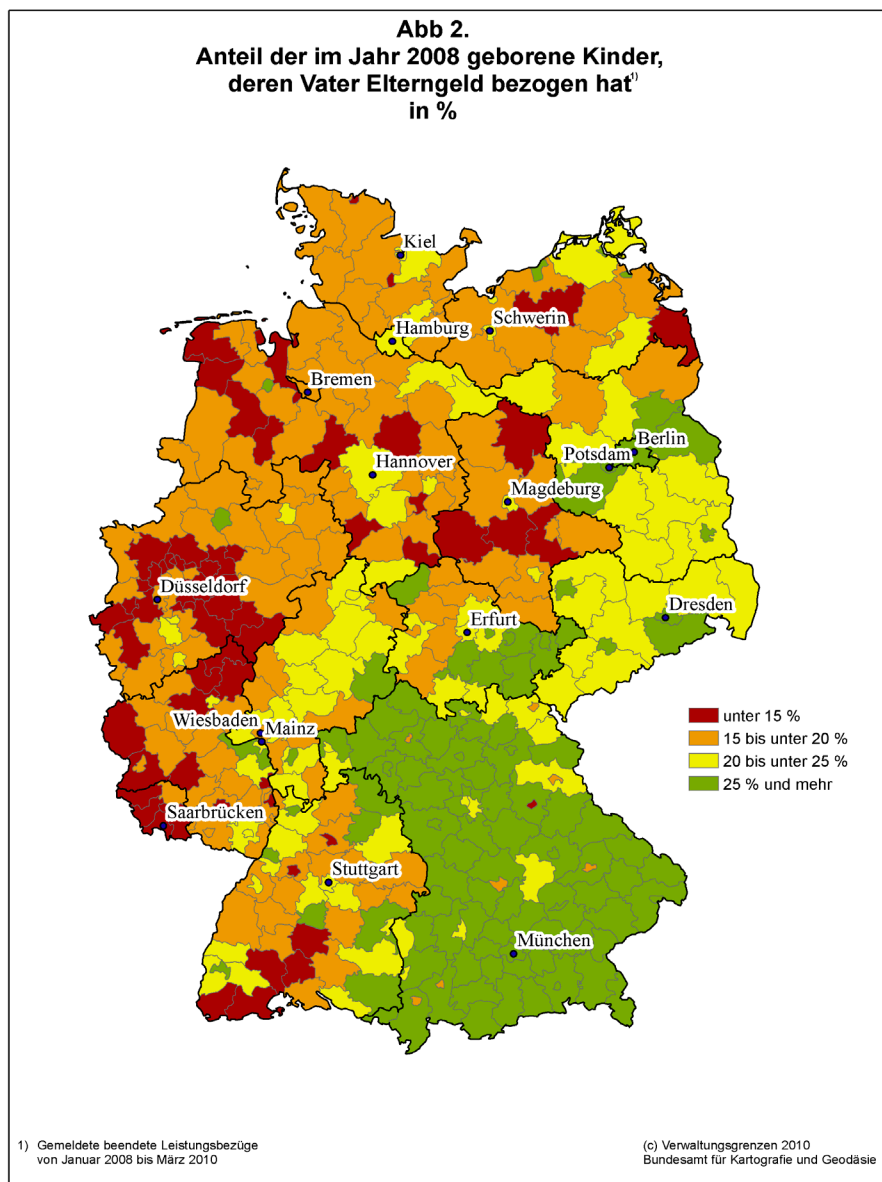 Abb 2.
Anteil der im Jahr 2008 geborene Kinder,
deren Vater Elterngeld bezogen hat¹⁾
in %
Kiel
Schwerin
Hamburg
Bremen
Berlin
Potsdam
Hannover
Magdeburg
Düsseldorf
Dresden
Erfurt
Wiesbaden
Mainz
Saarbrücken
Stuttgart
München
unter 15 %
15 bis unter 20 %
20 bis unter 25 %
25 % und mehr
1) Gemeldete beendete Leistungsbezüge
von Januar 2008 bis März 2010
(c) Verwaltungsgrenzen 2010
Bundesamt für Kartografie und Geodäsie